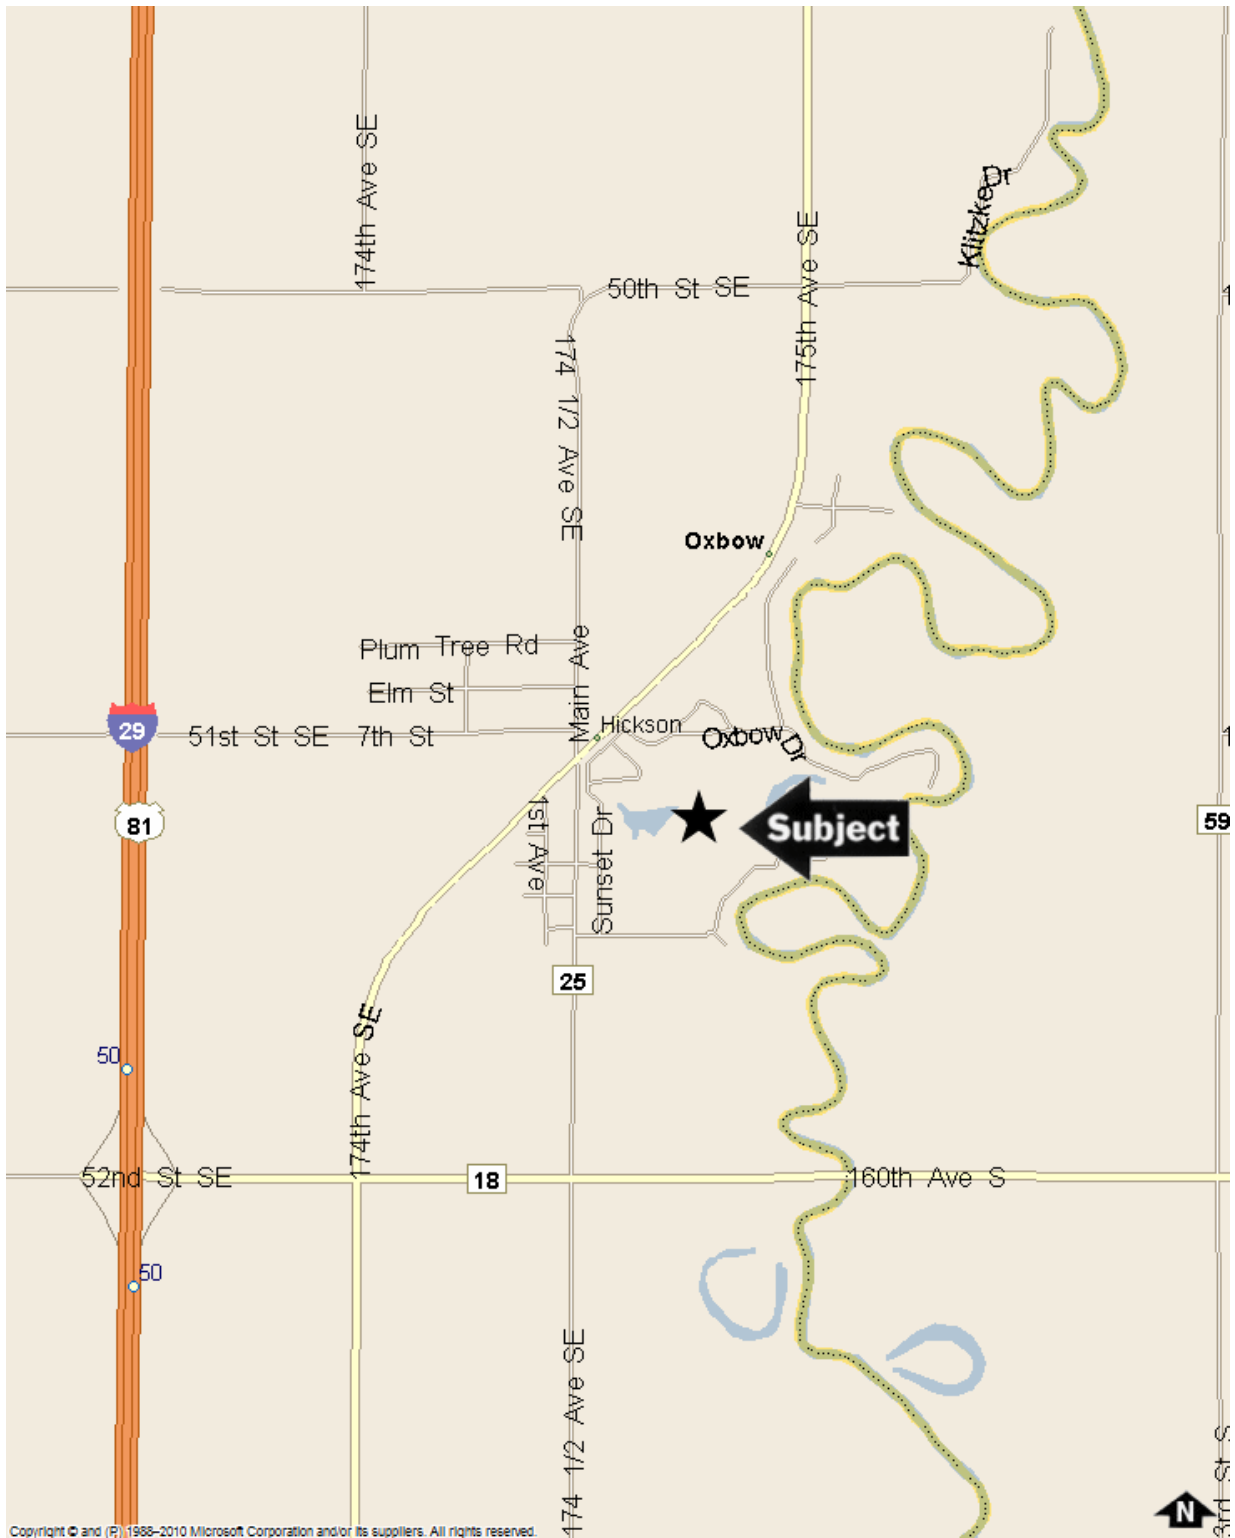 174th Ave SE
Klitzke Dr
175th Ave SE
50th St SE
174 1/2 Ave SE
Oxbow
Plum Tree Rd
Main Ave
Elm St
Hickson
29
51st St SE
7th St
Oxbow Dr
81
1st Ave
Sunset Dr
Subject
59
25
174th Ave SE
50
52nd St SE
18
160th Ave S
50
174 1/2 Ave SE
3rd St S
N
Copyright © and (P) 1988–2010 Microsoft Corporation and/or its suppliers. All rights reserved.